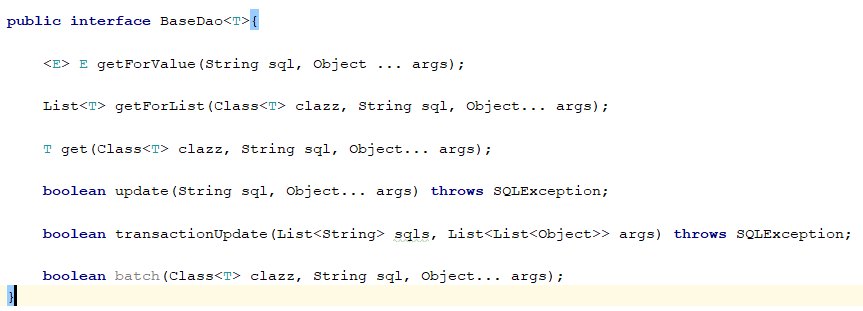 public interface BaseDao<T>{
<E> E getForValue(String sql, Object ... args);
List<T> getForList(Class<T> clazz, String sql, Object... args);
T get(Class<T> clazz, String sql, Object... args);
boolean update(String sql, Object... args) throws SQLException;
boolean transactionUpdate(List<String> sqls, List<List<Object>> args) throws SQLException;
boolean batch(Class<T> clazz, String sql, Object... args);
}